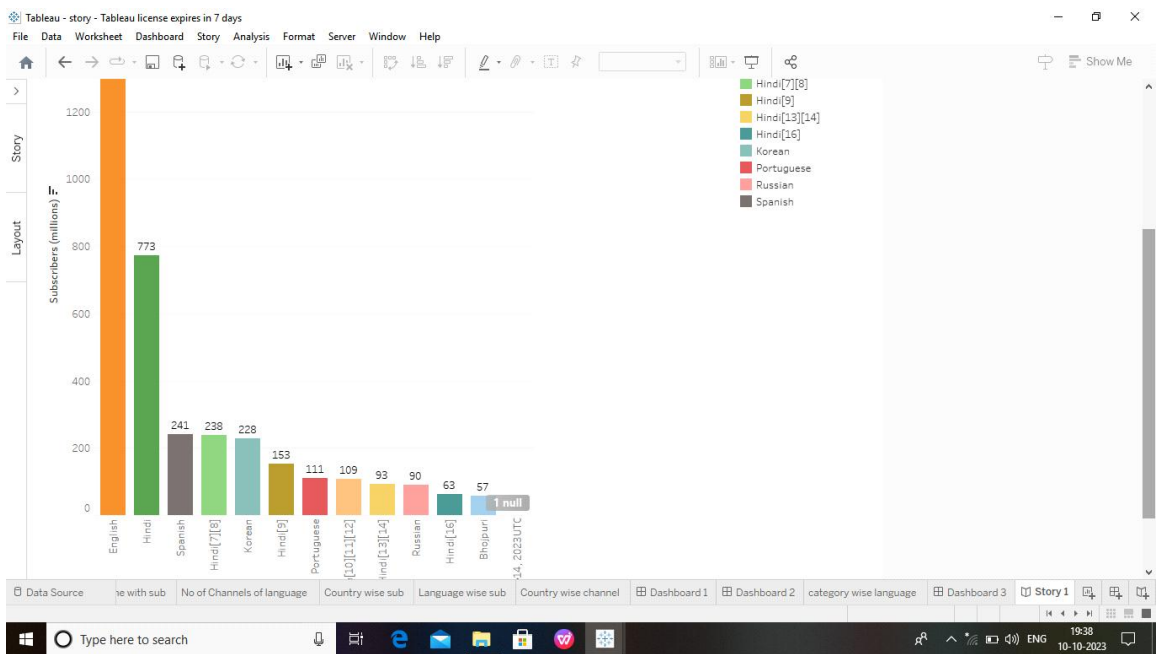 Tableau - story - Tableau license expires in 7 days
File Data Worksheet Dashboard Story Analysis Format Server Window Help
Show Me
Story
Layout
Subscribers (millions)
1200
1000
800
600
400
200
0
773
241
238
228
153
111
109
93
90
63
57
1 null
English
Hindi
Spanish
Hindi[7][8]
Korean
Hindi[9]
Portuguese
[10][11][12]
indi[13][14]
Russian
Hindi[16]
Bhojpuri
14, 2023UTC
Hindi[7][8]
Hindi[9]
Hindi[13][14]
Hindi[16]
Korean
Portuguese
Russian
Spanish
Data Source he with sub No of Channels of language Country wise sub Language wise sub Country wise channel Dashboard 1 Dashboard 2 category wise language Dashboard 3 Story 1
Type here to search
ENG
19:38
10-10-2023